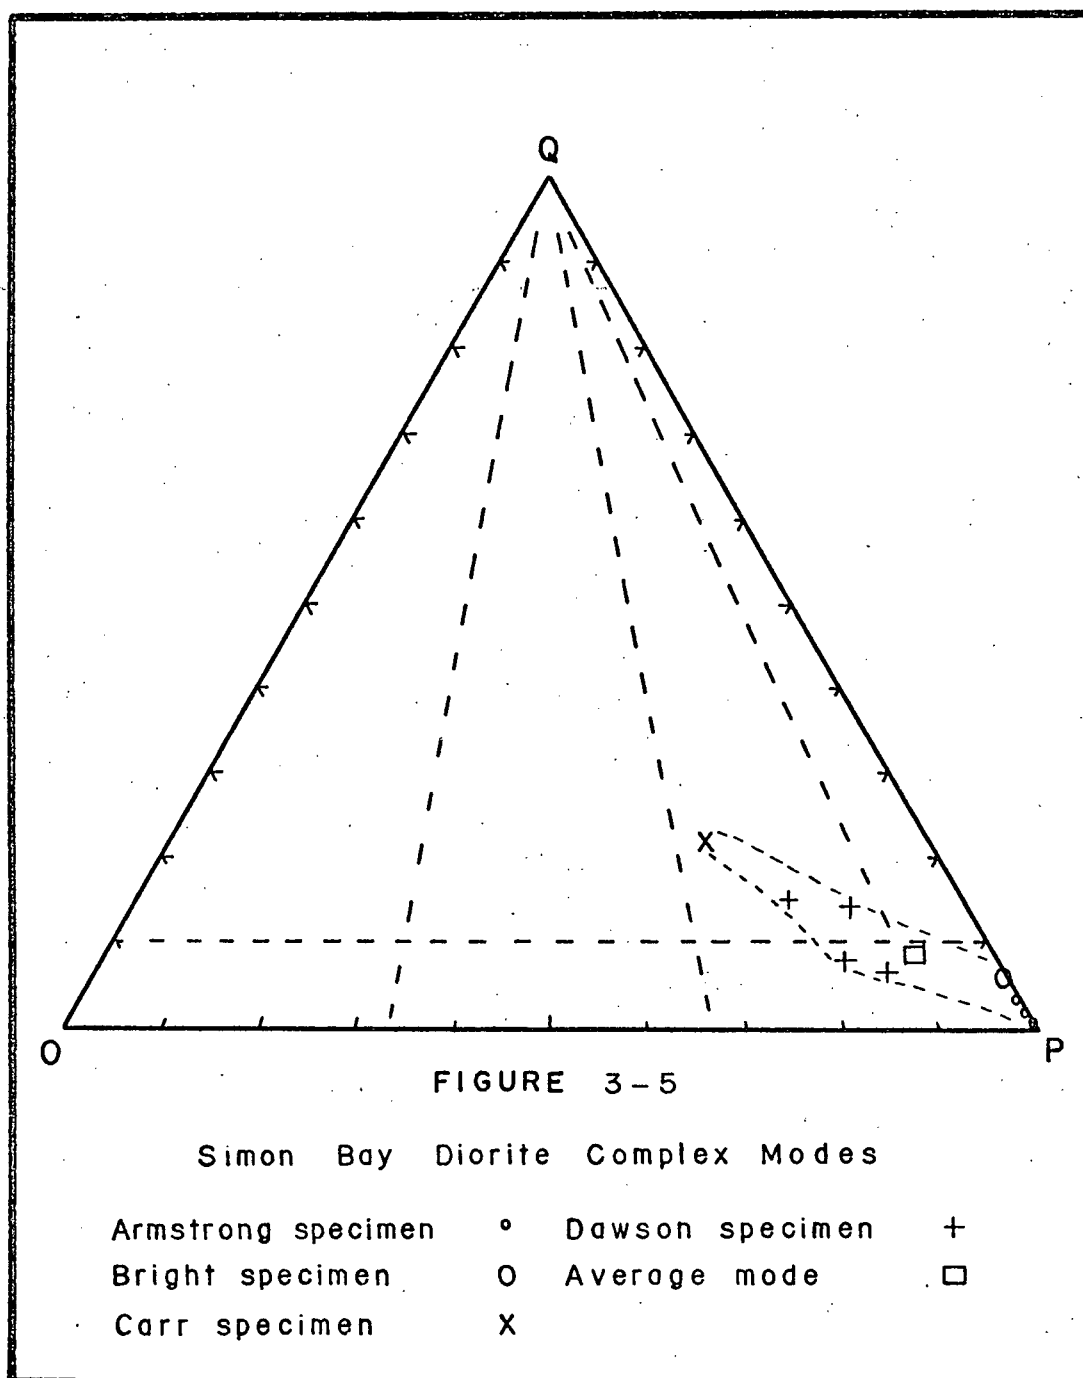 Q
O
P
FIGURE 3-5
Simon Bay Diorite Complex Modes
Armstrong specimen o Dawson specimen +
Bright specimen O Average mode □
Carr specimen X